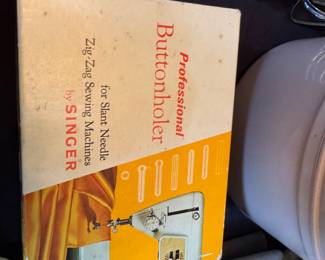 Professional
Buttonholer
for Slant Needle
Zig-Zag Sewing Machines
by SINGER